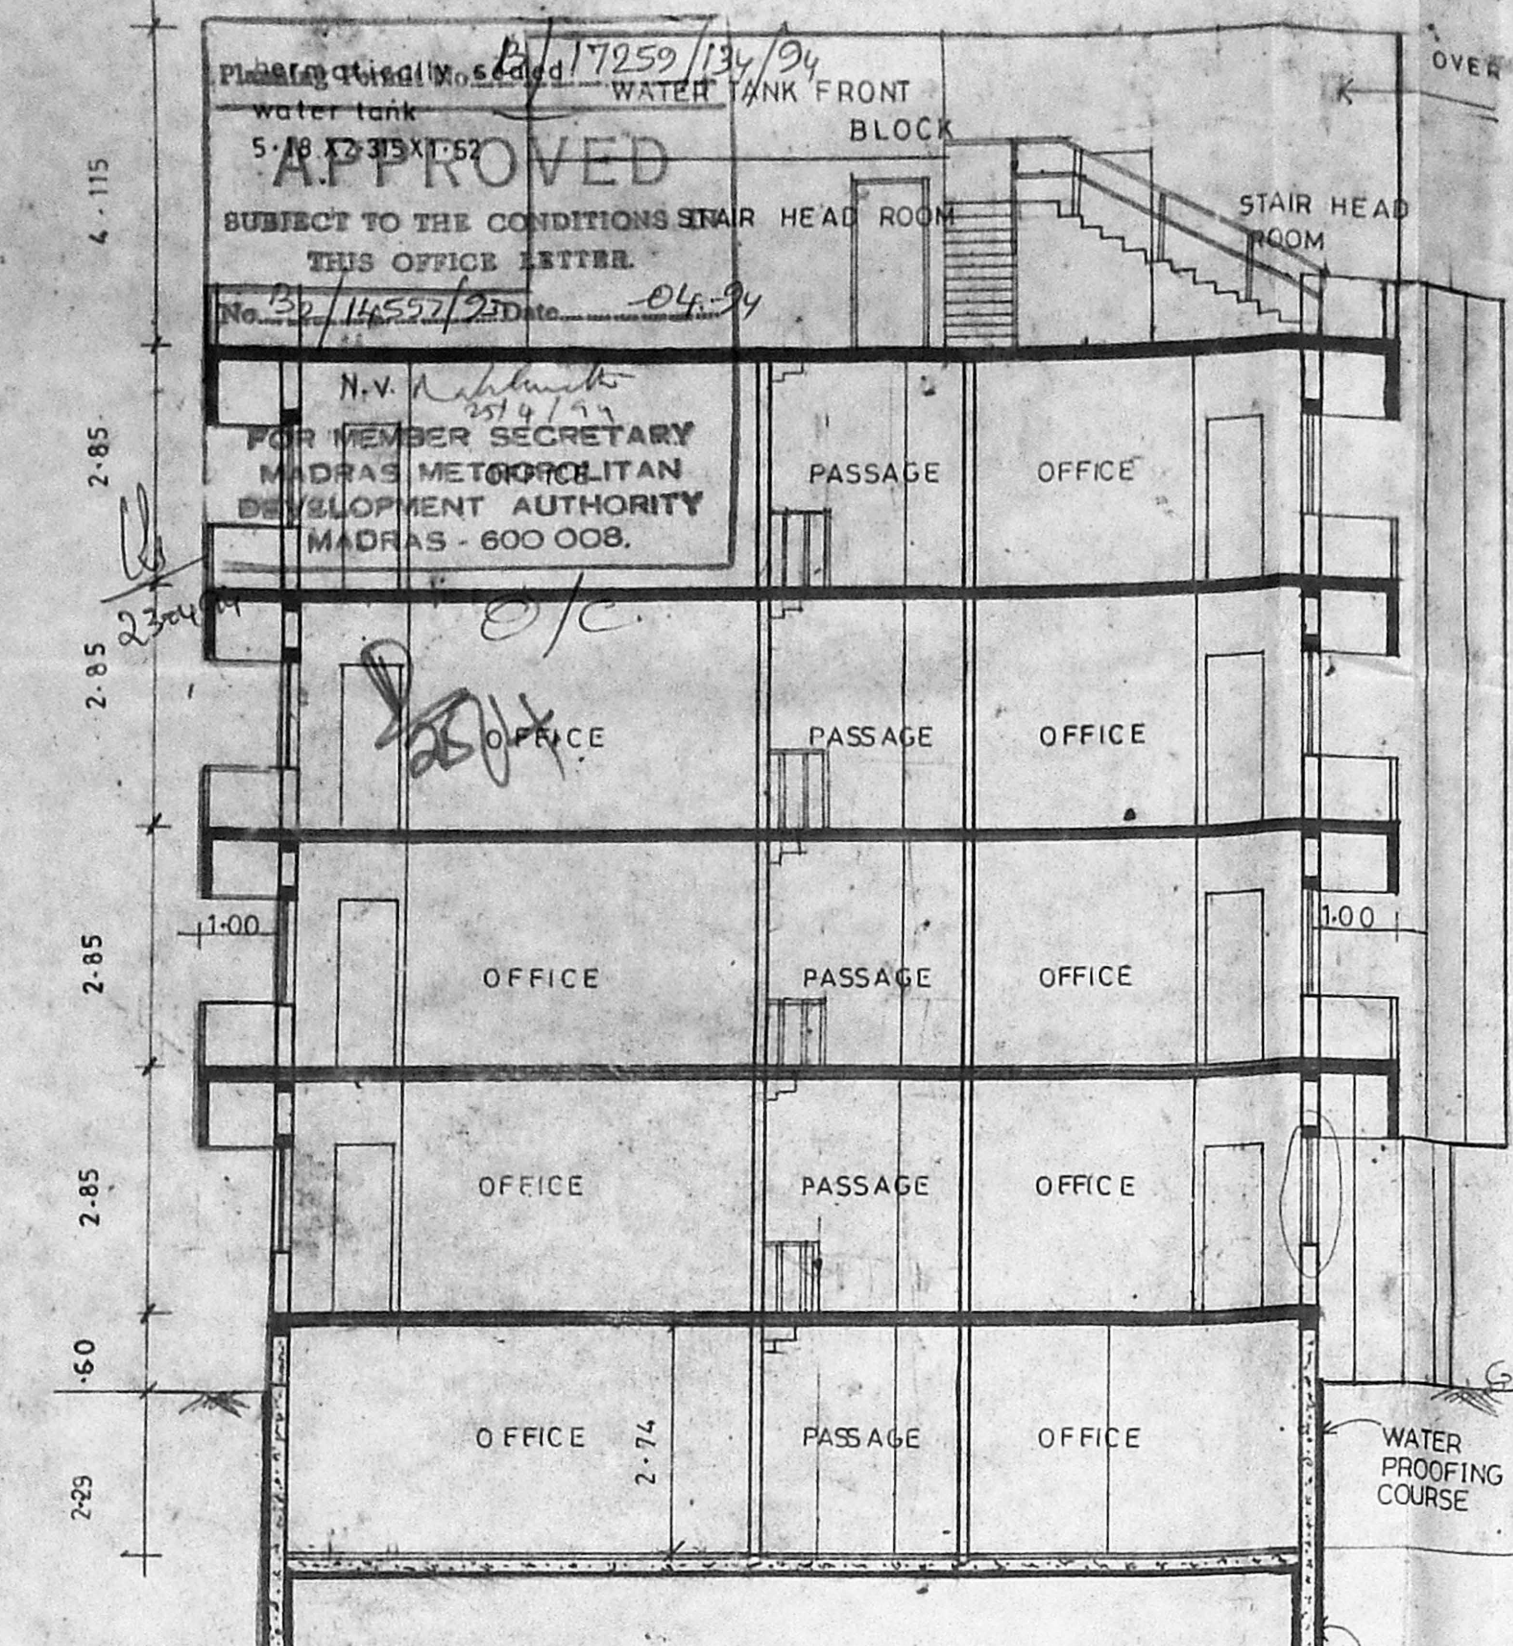 Planning Permit No. B/17259/134/94
hermatically sealed
water tank
5·18 X 2·315 X 1·52
APPROVED
SUBJECT TO THE CONDITIONS IN
THIS OFFICE LETTER.
No. B2/14557/93 Date -04-94
WATER TANK FRONT
BLOCK
OVER
STAIR HEAD ROOM
STAIR HEAD
ROOM
4·115
N.V.
25/4/94
FOR MEMBER SECRETARY
MADRAS METROPOLITAN
DEVELOPMENT AUTHORITY
MADRAS - 600 008.
2·85
OFFICE
PASSAGE
OFFICE
23-04-94
O/C.
2·85
OFFICE
PASSAGE
OFFICE
1·00
1·00
2·85
OFFICE
PASSAGE
OFFICE
2·85
OFFICE
PASSAGE
OFFICE
·60
G
2·29
OFFICE
2·74
PASSAGE
OFFICE
WATER
PROOFING
COURSE